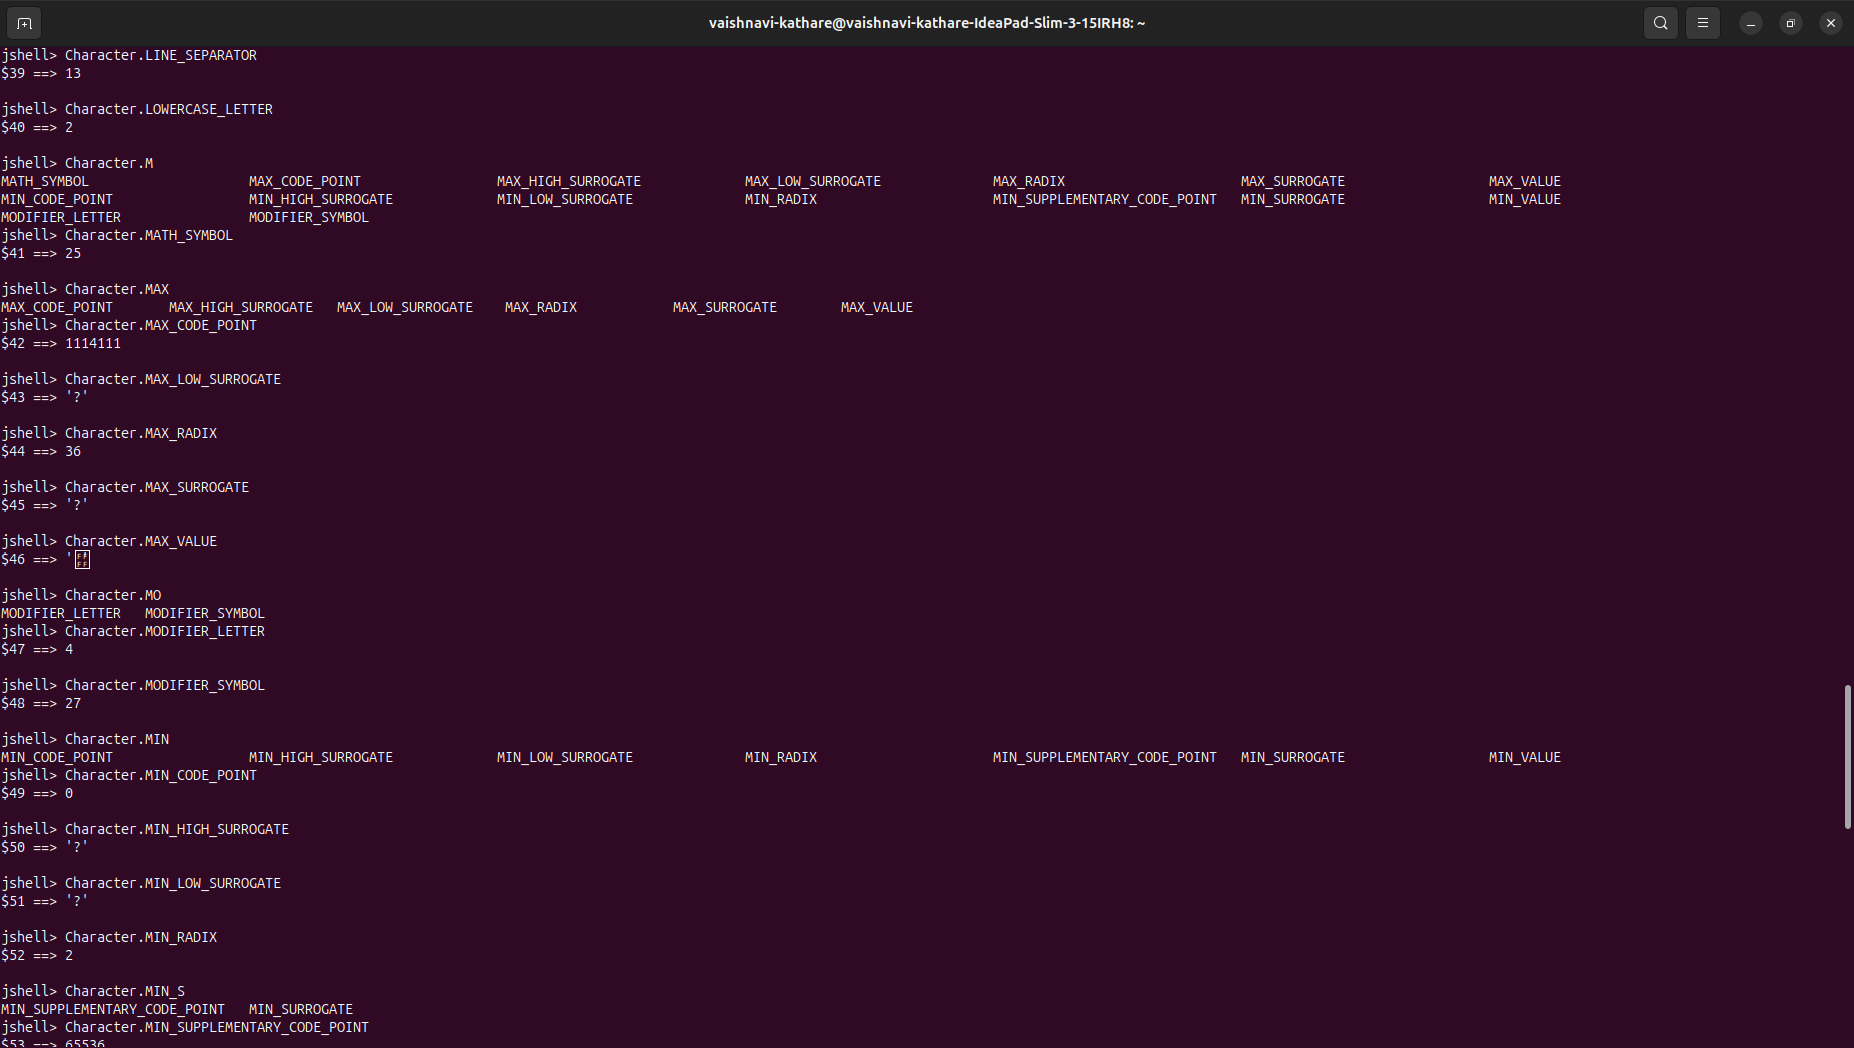 vaishnavi-kathare@vaishnavi-kathare-IdeaPad-Slim-3-15IRH8: ~
jshell> Character.LINE_SEPARATOR
$39 ==> 13
jshell> Character.LOWERCASE_LETTER
$40 ==> 2
jshell> Character.M
MATH_SYMBOL MAX_CODE_POINT MAX_HIGH_SURROGATE MAX_LOW_SURROGATE MAX_RADIX MAX_SURROGATE MAX_VALUE
MIN_CODE_POINT MIN_HIGH_SURROGATE MIN_LOW_SURROGATE MIN_RADIX MIN_SUPPLEMENTARY_CODE_POINT MIN_SURROGATE MIN_VALUE
MODIFIER_LETTER MODIFIER_SYMBOL
jshell> Character.MATH_SYMBOL
$41 ==> 25
jshell> Character.MAX
MAX_CODE_POINT MAX_HIGH_SURROGATE MAX_LOW_SURROGATE MAX_RADIX MAX_SURROGATE MAX_VALUE
jshell> Character.MAX_CODE_POINT
$42 ==> 1114111
jshell> Character.MAX_LOW_SURROGATE
$43 ==> '?'
jshell> Character.MAX_RADIX
$44 ==> 36
jshell> Character.MAX_SURROGATE
$45 ==> '?'
jshell> Character.MAX_VALUE
$46 ==> '
jshell> Character.MO
MODIFIER_LETTER MODIFIER_SYMBOL
jshell> Character.MODIFIER_LETTER
$47 ==> 4
jshell> Character.MODIFIER_SYMBOL
$48 ==> 27
jshell> Character.MIN
MIN_CODE_POINT MIN_HIGH_SURROGATE MIN_LOW_SURROGATE MIN_RADIX MIN_SUPPLEMENTARY_CODE_POINT MIN_SURROGATE MIN_VALUE
jshell> Character.MIN_CODE_POINT
$49 ==> 0
jshell> Character.MIN_HIGH_SURROGATE
$50 ==> '?'
jshell> Character.MIN_LOW_SURROGATE
$51 ==> '?'
jshell> Character.MIN_RADIX
$52 ==> 2
jshell> Character.MIN_S
MIN_SUPPLEMENTARY_CODE_POINT MIN_SURROGATE
jshell> Character.MIN_SUPPLEMENTARY_CODE_POINT
$53 ==> 65536